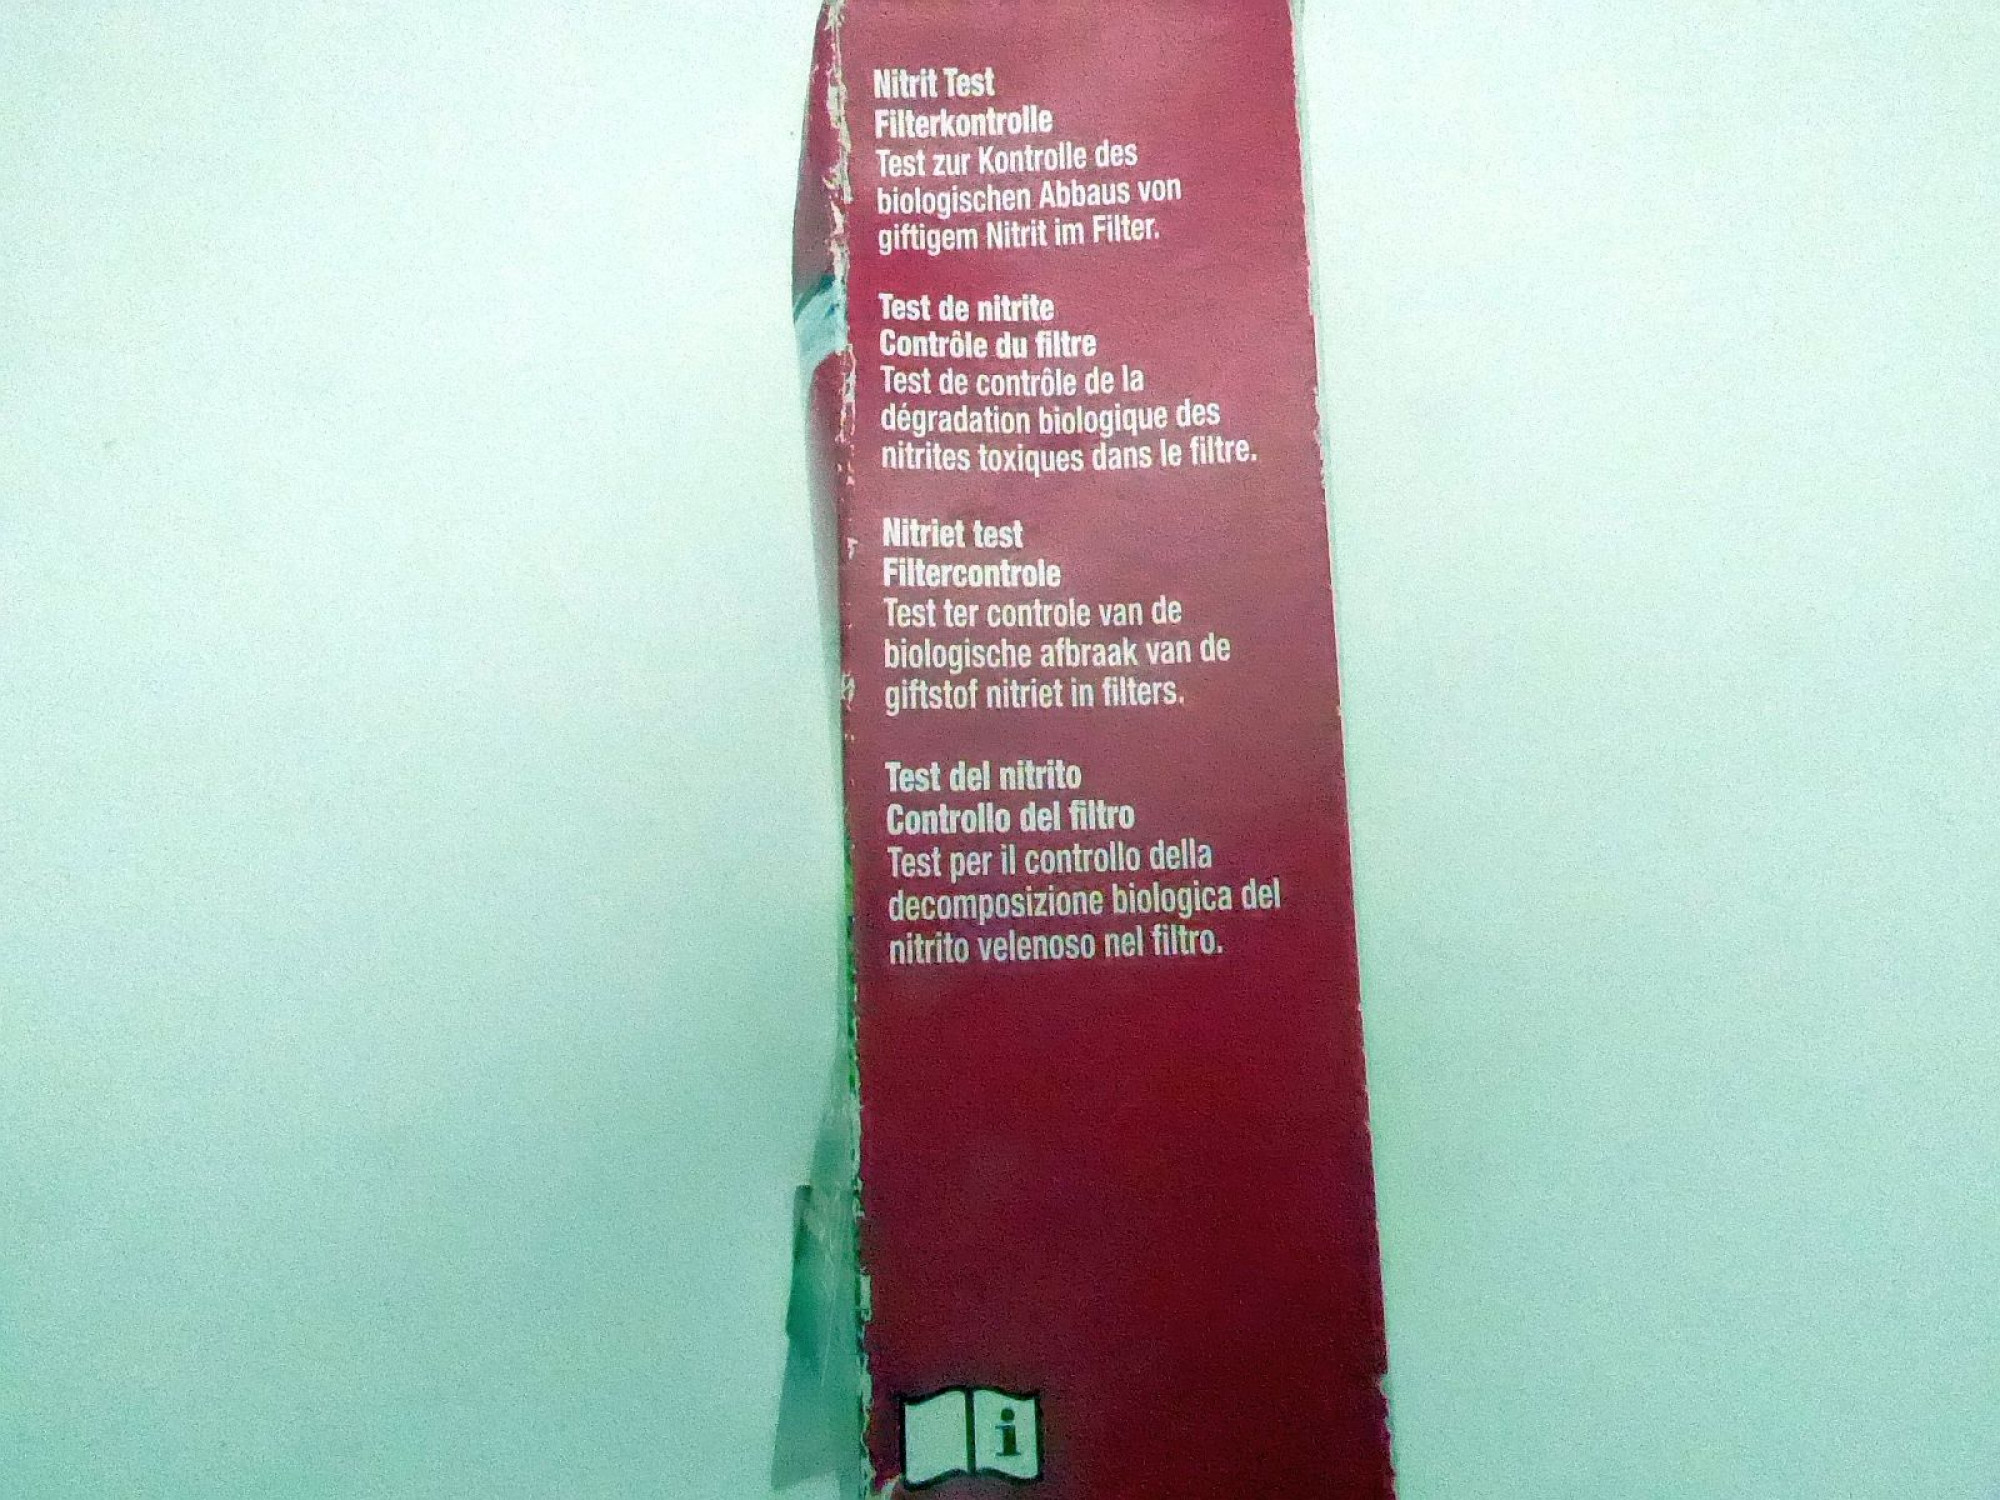 Nitrit Test
Filterkontrolle
Test zur Kontrolle des
biologischen Abbaus von
giftigem Nitrit im Filter.
Test de nitrite
Contrôle du filtre
Test de contrôle de la
dégradation biologique des
nitrites toxiques dans le filtre.
Nitriet test
Filtercontrole
Test ter controle van de
biologische afbraak van de
giftstof nitriet in filters.
Test del nitrito
Controllo del filtro
Test per il controllo della
decomposizione biologica del
nitrito velenoso nel filtro.
i